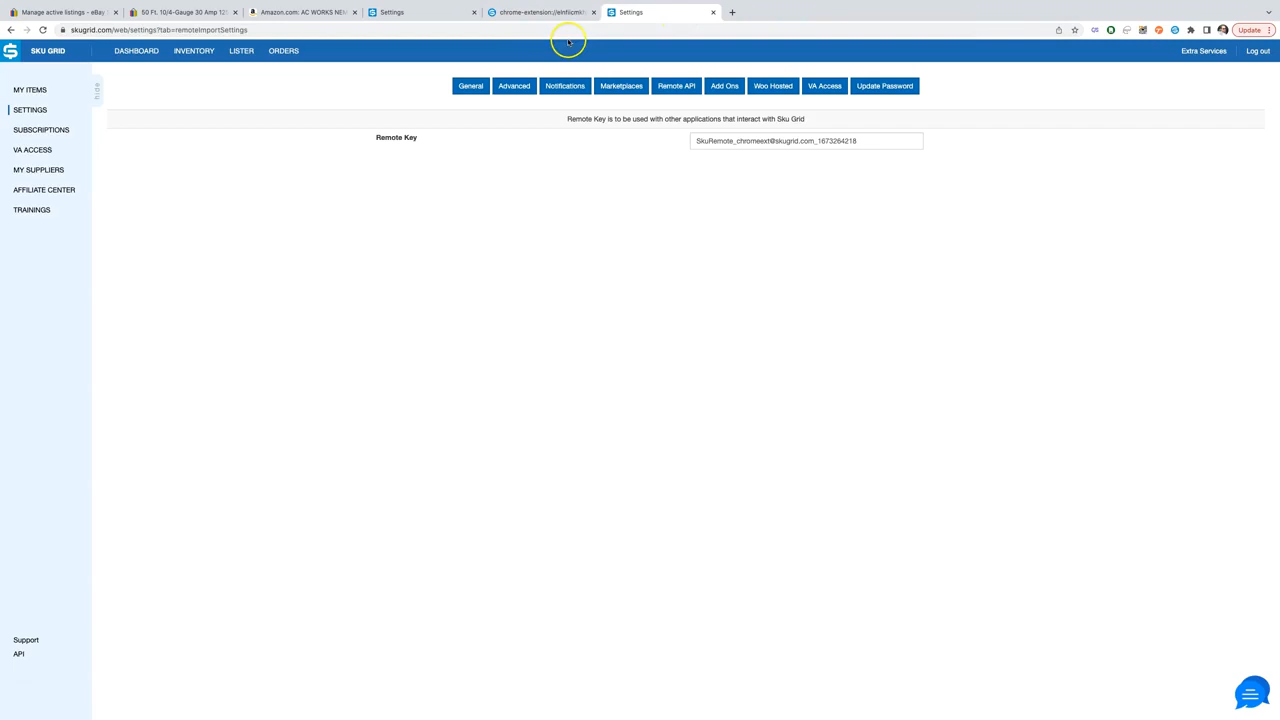 Manage active listings - eBay
50 Ft. 10/4-Gauge 30 Amp 125
Amazon.com: AC WORKS NEM
Settings
chrome-extension://elnfiicmk
Settings
skugrid.com/web/settings?tab=remoteImportSettings
Update
SKU GRID
DASHBOARD
INVENTORY
LISTER
ORDERS
Extra Services
Log out
MY ITEMS
SETTINGS
SUBSCRIPTIONS
VA ACCESS
MY SUPPLIERS
AFFILIATE CENTER
TRAININGS
Support
API
hide
General
Advanced
Notifications
Marketplaces
Remote API
Add Ons
Woo Hosted
VA Access
Update Password
Remote Key is to be used with other applications that interact with Sku Grid
Remote Key
SkuRemote_chromeext@skugrid.com_1673264218